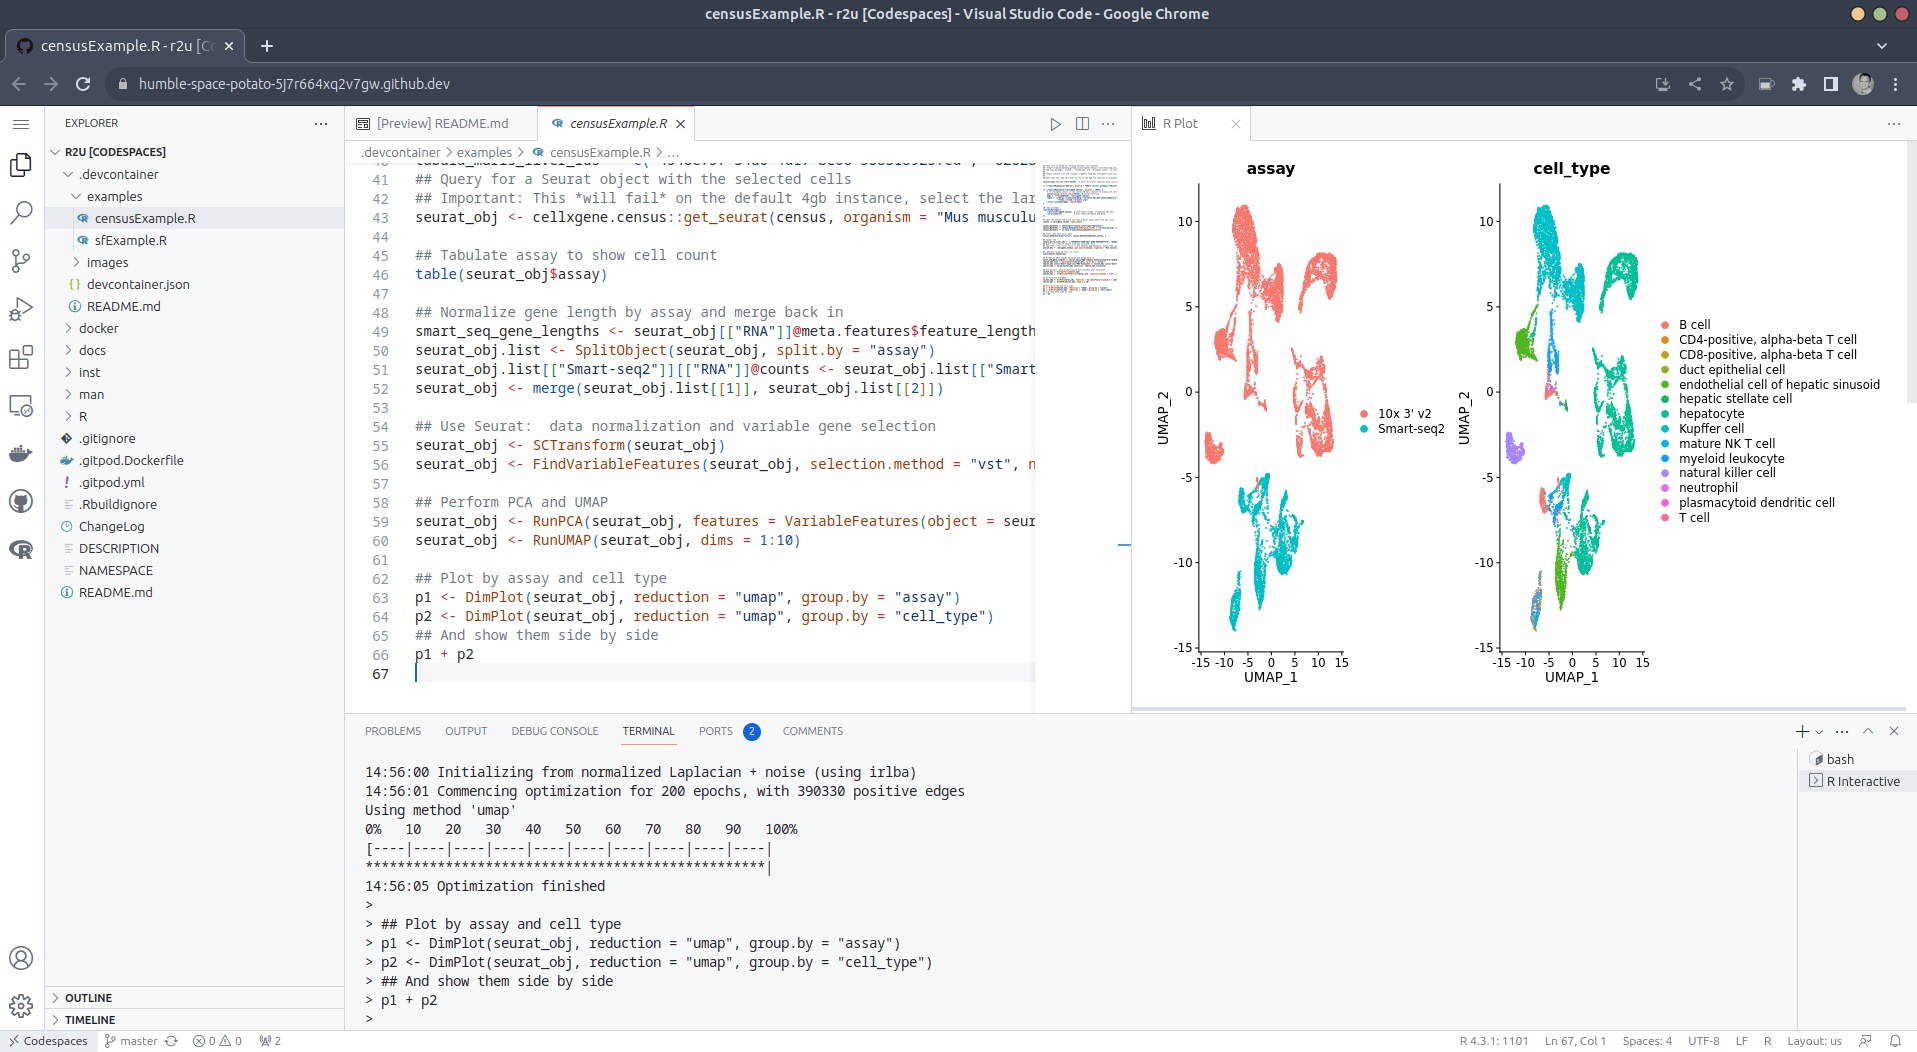 censusExample.R - r2u [Codespaces] - Visual Studio Code - Google Chrome
censusExample.R - r2u [Co
humble-space-potato-5j7r664xq2v7gw.github.dev
EXPLORER
R2U [CODESPACES]
.devcontainer
examples
censusExample.R
sfExample.R
images
devcontainer.json
README.md
docker
docs
inst
man
R
.gitignore
.gitpod.Dockerfile
.gitpod.yml
.Rbuildignore
ChangeLog
DESCRIPTION
NAMESPACE
README.md
OUTLINE
TIMELINE
[Preview] README.md
censusExample.R
.devcontainer > examples > censusExample.R > ...
41 ## Query for a Seurat object with the selected cells
42 ## Important: This *will fail* on the default 4gb instance, select the lar
43 seurat_obj <- cellxgene.census::get_seurat(census, organism = "Mus musculu
44
45 ## Tabulate assay to show cell count
46 table(seurat_obj$assay)
47
48 ## Normalize gene length by assay and merge back in
49 smart_seq_gene_lengths <- seurat_obj[["RNA"]]@meta.features$feature_length
50 seurat_obj.list <- SplitObject(seurat_obj, split.by = "assay")
51 seurat_obj.list[["Smart-seq2"]][["RNA"]]@counts <- seurat_obj.list[["Smart
52 seurat_obj <- merge(seurat_obj.list[[1]], seurat_obj.list[[2]])
53
54 ## Use Seurat:  data normalization and variable gene selection
55 seurat_obj <- SCTransform(seurat_obj)
56 seurat_obj <- FindVariableFeatures(seurat_obj, selection.method = "vst", n
57
58 ## Perform PCA and UMAP
59 seurat_obj <- RunPCA(seurat_obj, features = VariableFeatures(object = seur
60 seurat_obj <- RunUMAP(seurat_obj, dims = 1:10)
61
62 ## Plot by assay and cell type
63 p1 <- DimPlot(seurat_obj, reduction = "umap", group.by = "assay")
64 p2 <- DimPlot(seurat_obj, reduction = "umap", group.by = "cell_type")
65 ## And show them side by side
66 p1 + p2
67
R Plot
assay
10
5
0
-5
-10
-15
UMAP_2
-15 -10 -5 0 5 10 15
UMAP_1
10x 3' v2
Smart-seq2
cell_type
10
5
0
-5
-10
-15
UMAP_2
-15 -10 -5 0 5 10 15
UMAP_1
B cell
CD4-positive, alpha-beta T cell
CD8-positive, alpha-beta T cell
duct epithelial cell
endothelial cell of hepatic sinusoid
hepatic stellate cell
hepatocyte
Kupffer cell
mature NK T cell
myeloid leukocyte
natural killer cell
neutrophil
plasmacytoid dendritic cell
T cell
PROBLEMS OUTPUT DEBUG CONSOLE TERMINAL PORTS 2 COMMENTS
14:56:00 Initializing from normalized Laplacian + noise (using irlba)
14:56:01 Commencing optimization for 200 epochs, with 390330 positive edges
Using method 'umap'
0%   10   20   30   40   50   60   70   80   90   100%
[----|----|----|----|----|----|----|----|----|----|
**************************************************|
14:56:05 Optimization finished
>
> ## Plot by assay and cell type
> p1 <- DimPlot(seurat_obj, reduction = "umap", group.by = "assay")
> p2 <- DimPlot(seurat_obj, reduction = "umap", group.by = "cell_type")
> ## And show them side by side
> p1 + p2
>
bash
R Interactive
Codespaces master 0 0 2
R 4.3.1: 1101 Ln 67, Col 1 Spaces: 4 UTF-8 LF R Layout: us